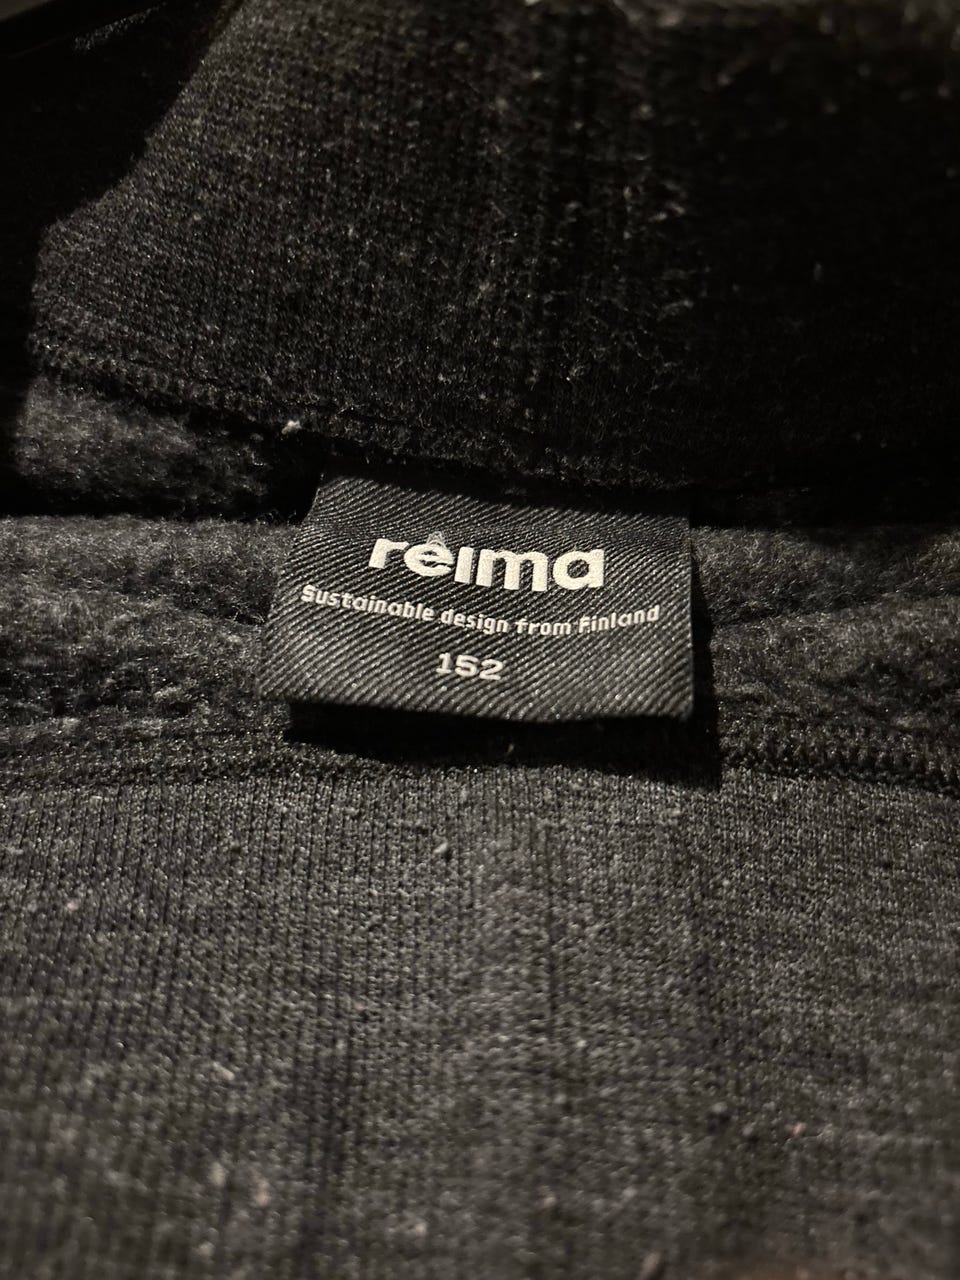 reima
Sustainable design from Finland
152